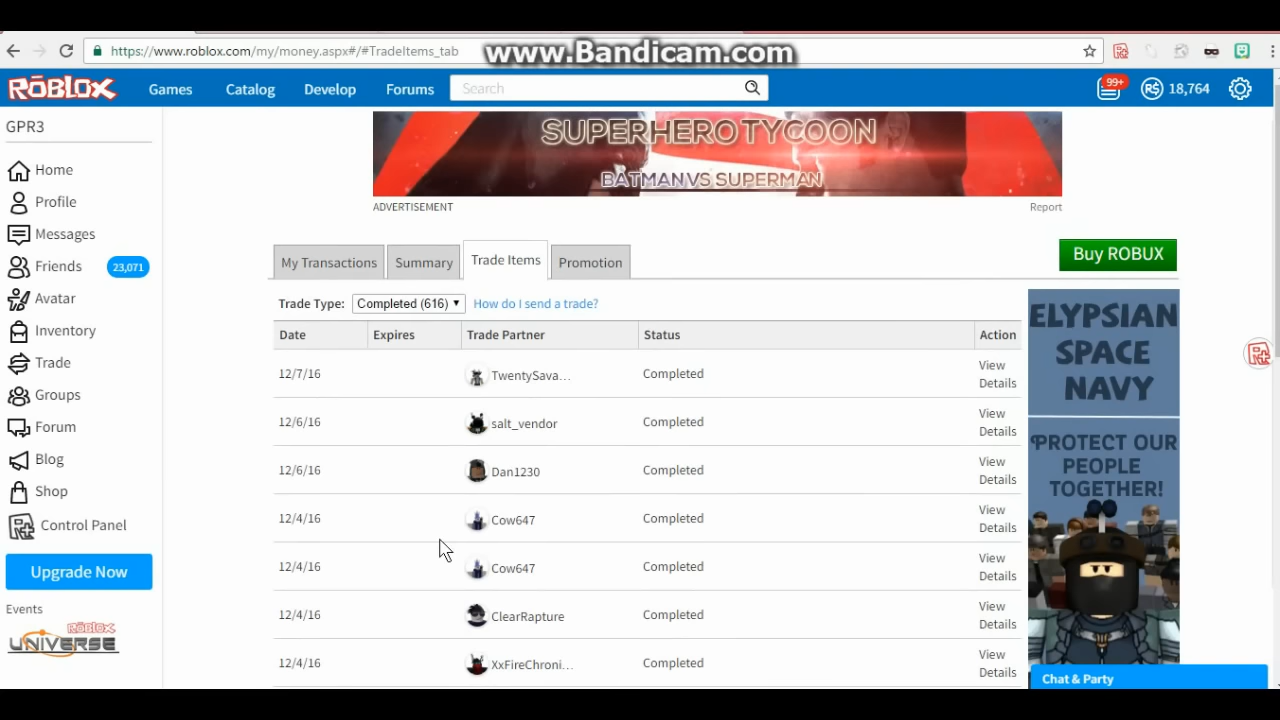 https://www.roblox.com/my/money.aspx#/#TradeItems_tab
www.Bandicam.com
ROBLOX
Games
Catalog
Develop
Forums
Search
99+
R$ 18,764
GPR3
Home
Profile
Messages
Friends 23,071
Avatar
Inventory
Trade
Groups
Forum
Blog
Shop
Control Panel
Upgrade Now
Events
ROBLOX
UNIVERSE
SUPERHERO TYCOON
BATMAN VS SUPERMAN
ADVERTISEMENT
Report
My Transactions
Summary
Trade Items
Promotion
Buy ROBUX
Trade Type: Completed (616) How do I send a trade?
Date Expires Trade Partner Status Action
12/7/16 TwentySava... Completed View
Details
12/6/16 salt_vendor Completed View
Details
12/6/16 Dan1230 Completed View
Details
12/4/16 Cow647 Completed View
Details
12/4/16 Cow647 Completed View
Details
12/4/16 ClearRapture Completed View
Details
12/4/16 XxFireChroni... Completed View
Details
ELYPSIAN
SPACE
NAVY
PROTECT OUR
PEOPLE
TOGETHER!
Chat & Party